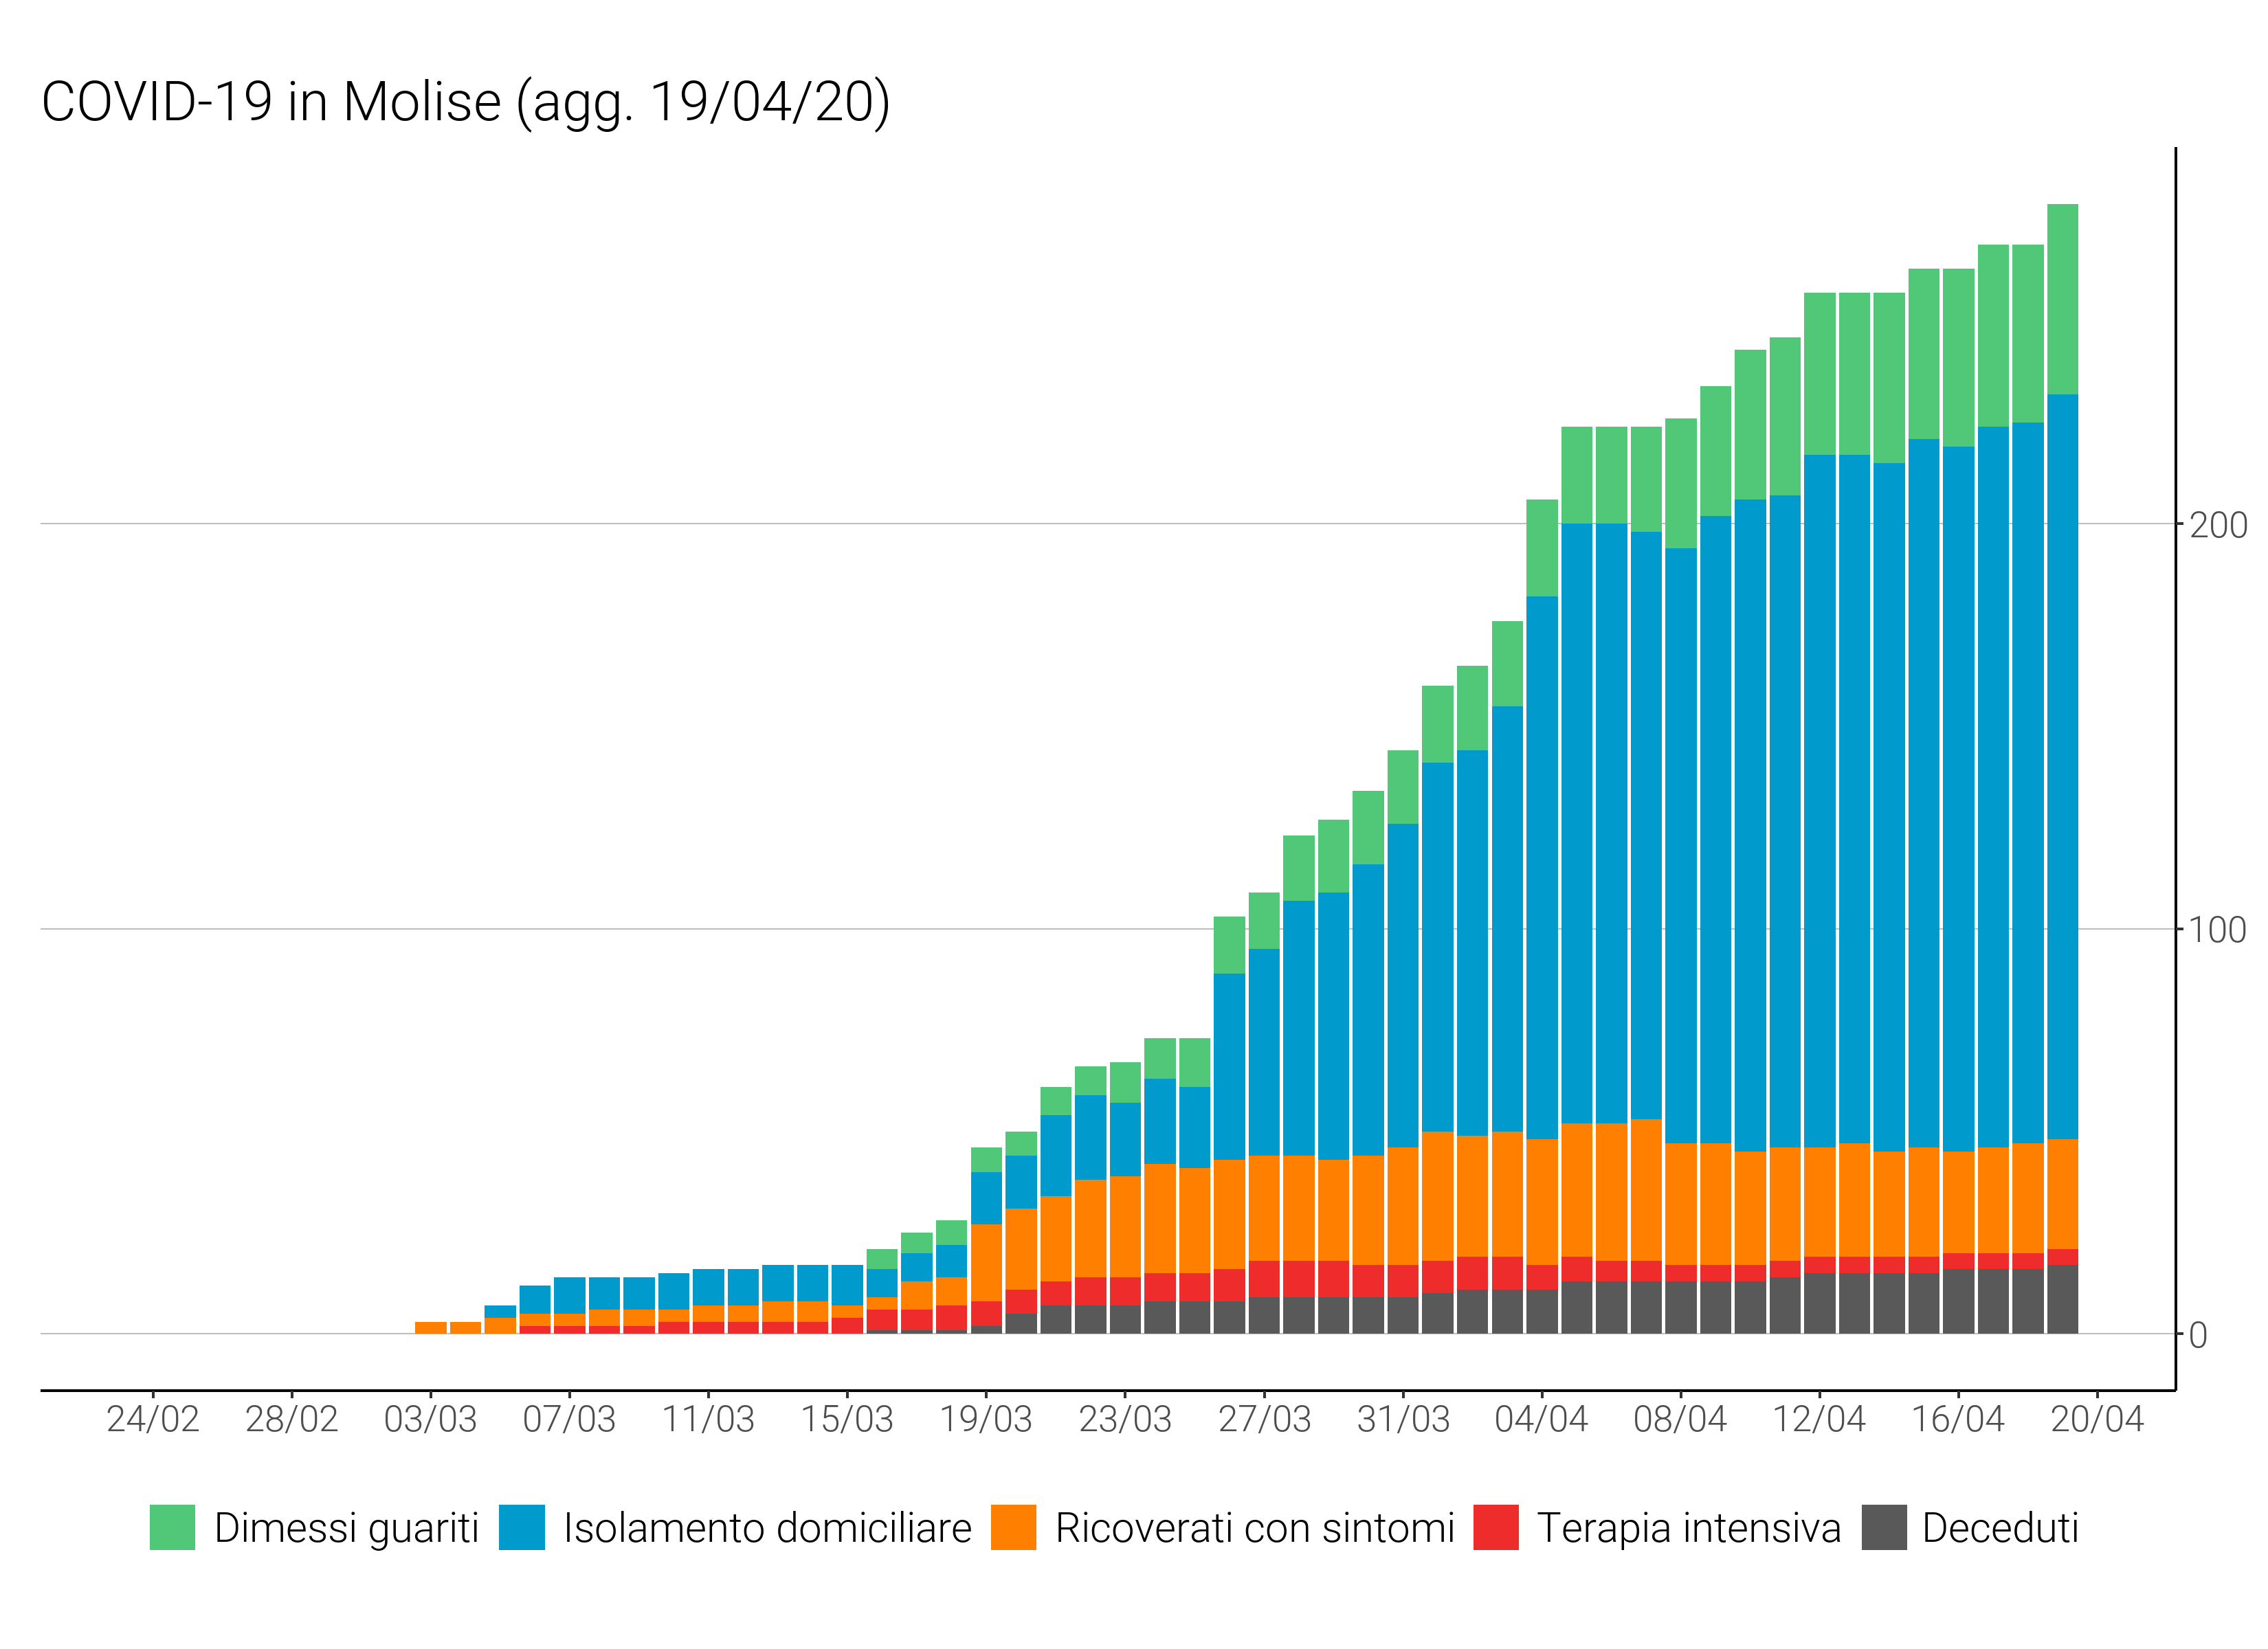 COVID-19 in Molise (agg. 19/04/20)
200
100
0
24/02 28/02 03/03 07/03 11/03 15/03 19/03 23/03 27/03 31/03 04/04 08/04 12/04 16/04 20/04
Dimessi guariti Isolamento domiciliare Ricoverati con sintomi Terapia intensiva Deceduti